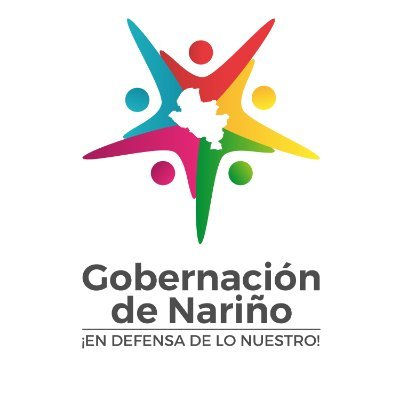 Gobernación
de Nariño
¡EN DEFENSA DE LO NUESTRO!